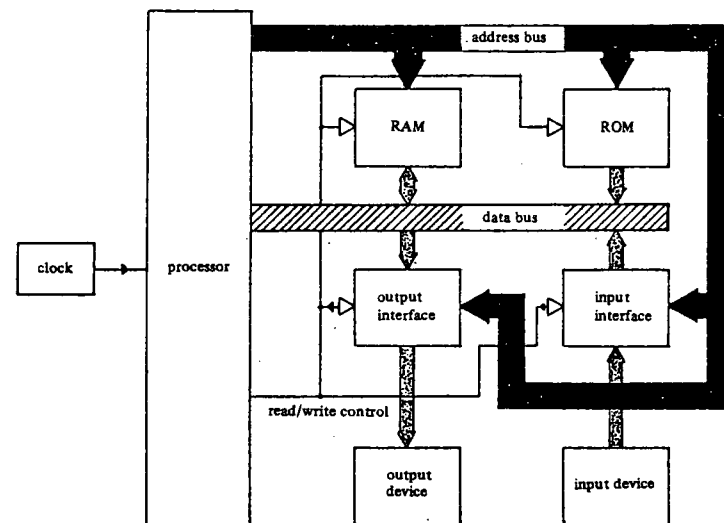 address bus
RAM
ROM
data bus
clock
processor
output
interface
input
interface
read/write control
output
device
input device